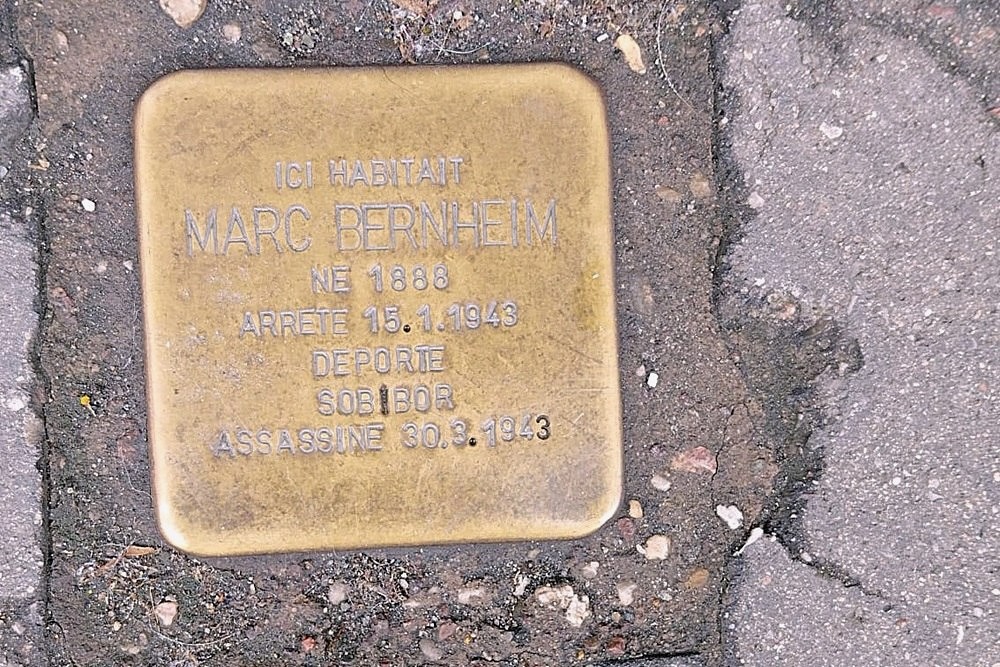 ICI HABITAIT
MARC BERNHEIM
NE 1888
ARRETE 15.1.1943
DEPORTE
SOBIBOR
ASSASSINE 30.3.1943